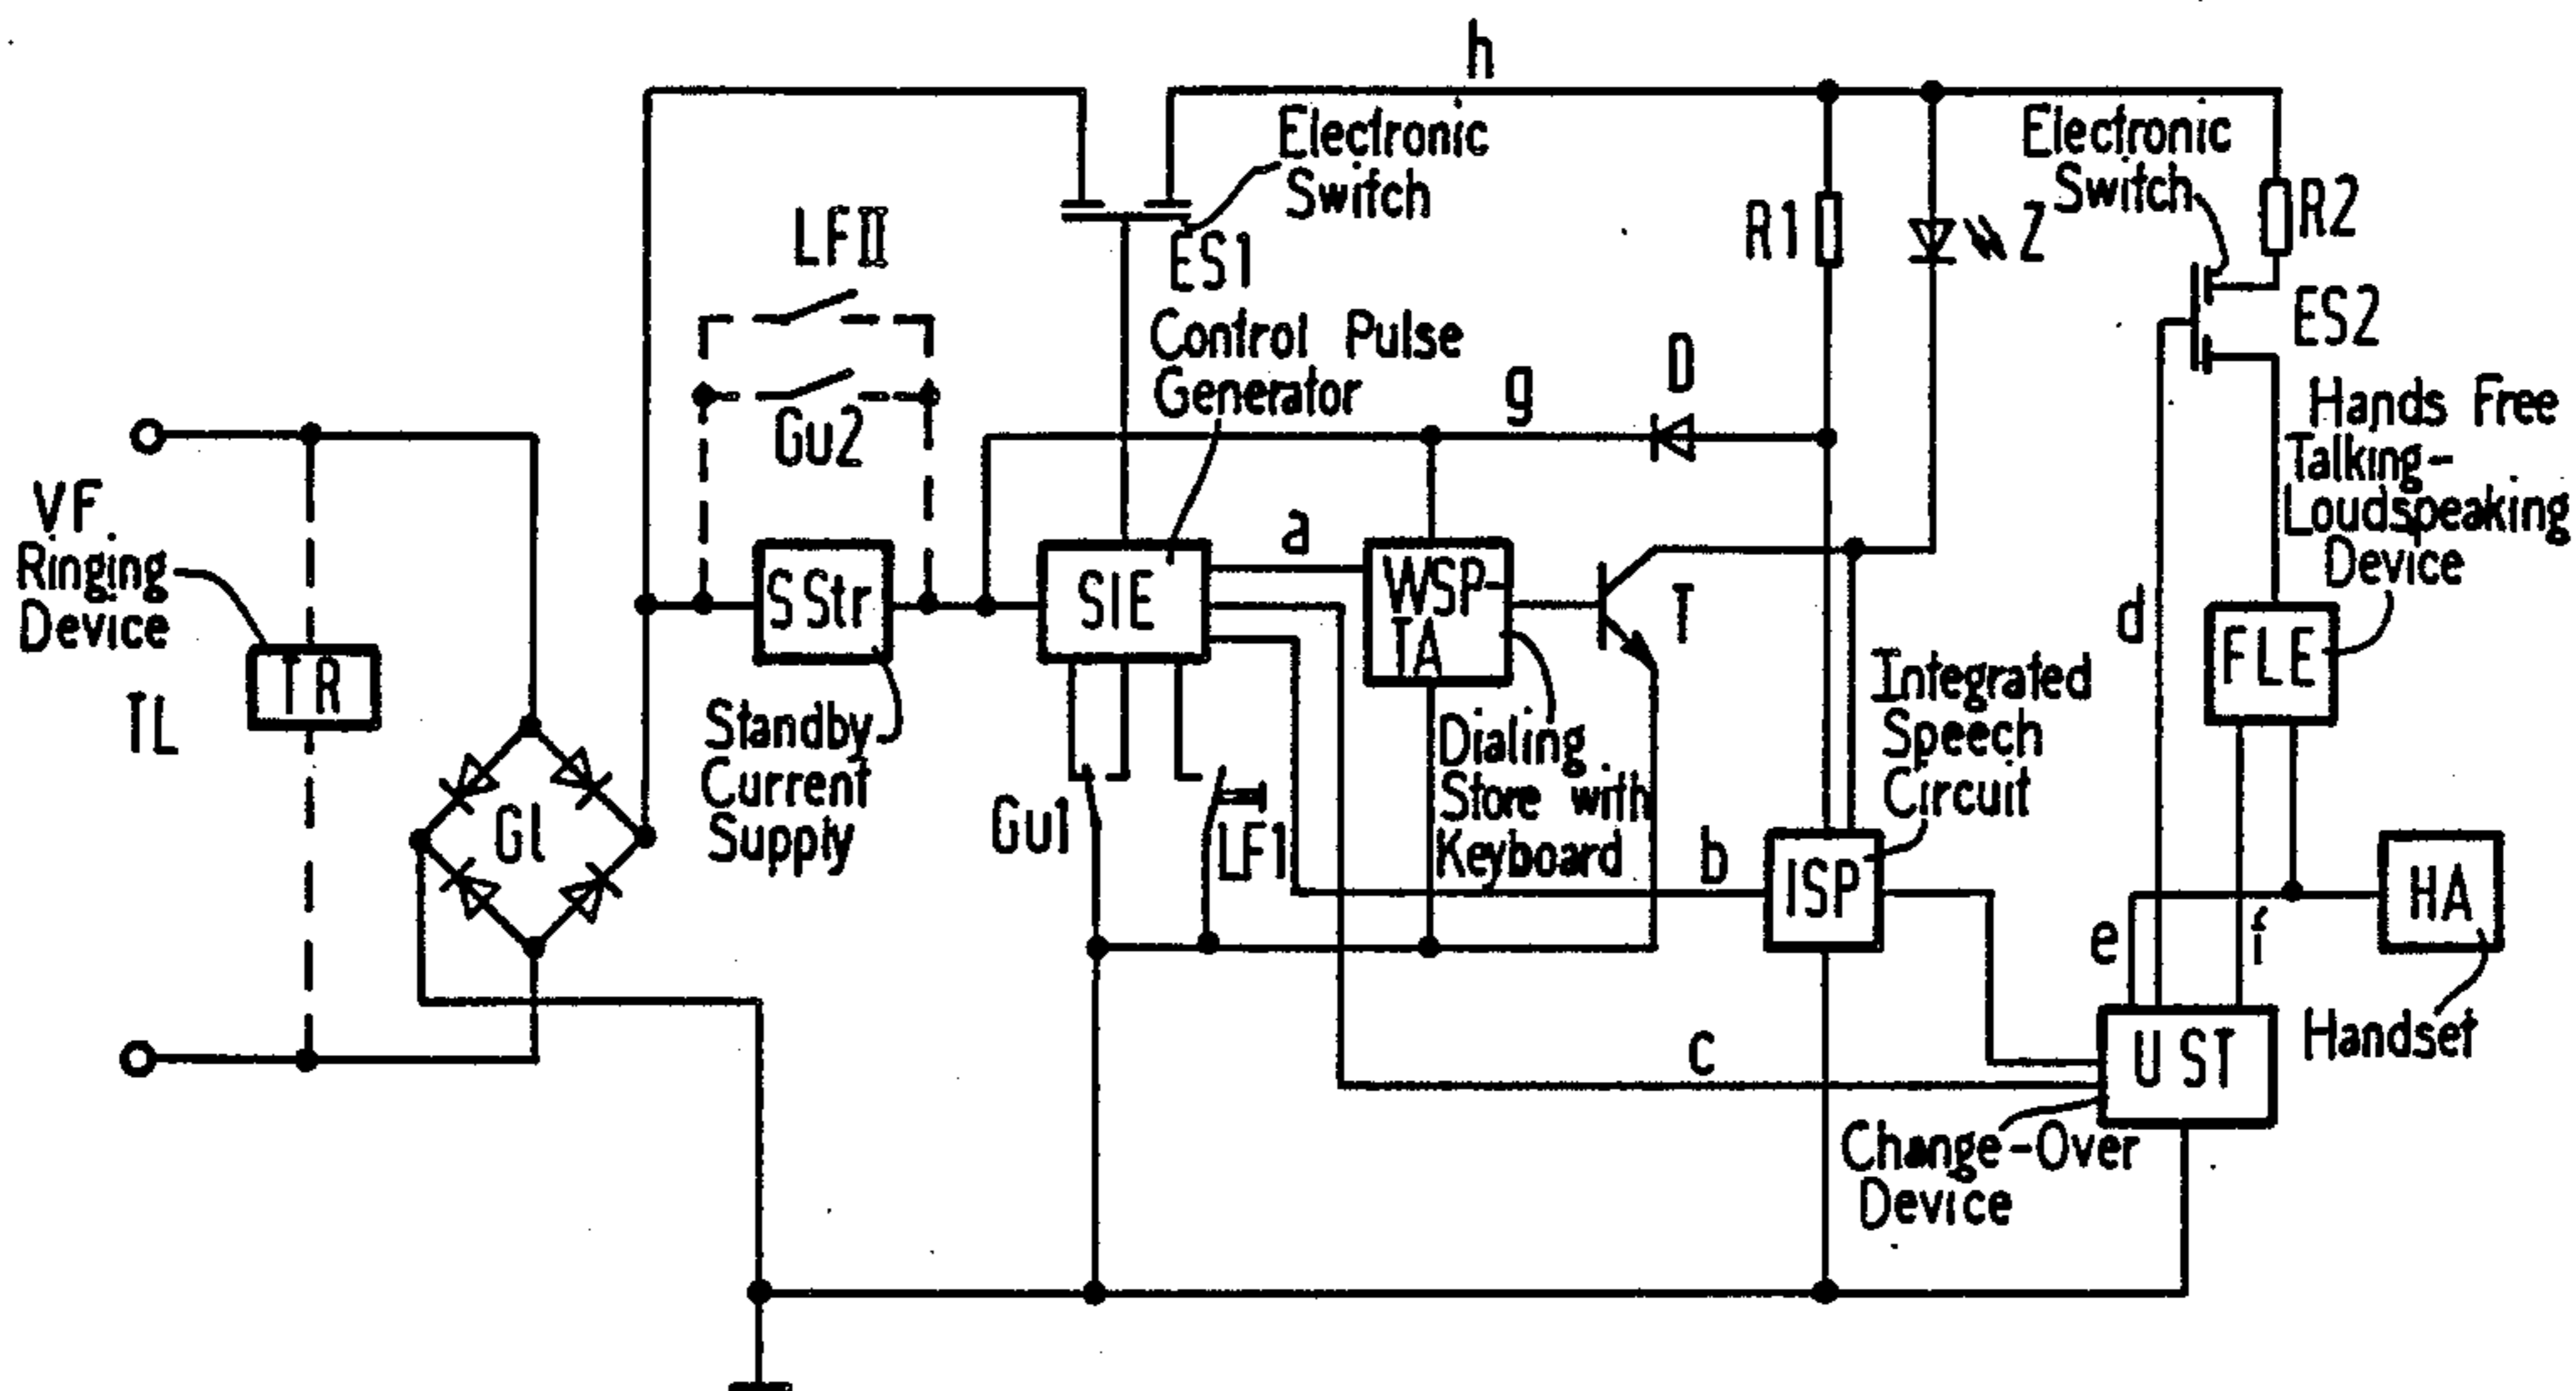 h
Electronic
Switch
ES1
LFII
Gu2
Control Pulse
Generator
g
D
R1
Z
Electronic
Switch
R2
ES2
Hands Free
Talking-
Loudspeaking
Device
VF
Ringing
Device
TR
TL
Gl
S Str
Standby
Current
Supply
SIE
a
WSP-
TA
T
Dialing
Store with
Keyboard
Gu1
LF1
b
c
Integrated
Speech
Circuit
ISP
d
FLE
e
f
HA
Handset
U ST
Change-Over
Device